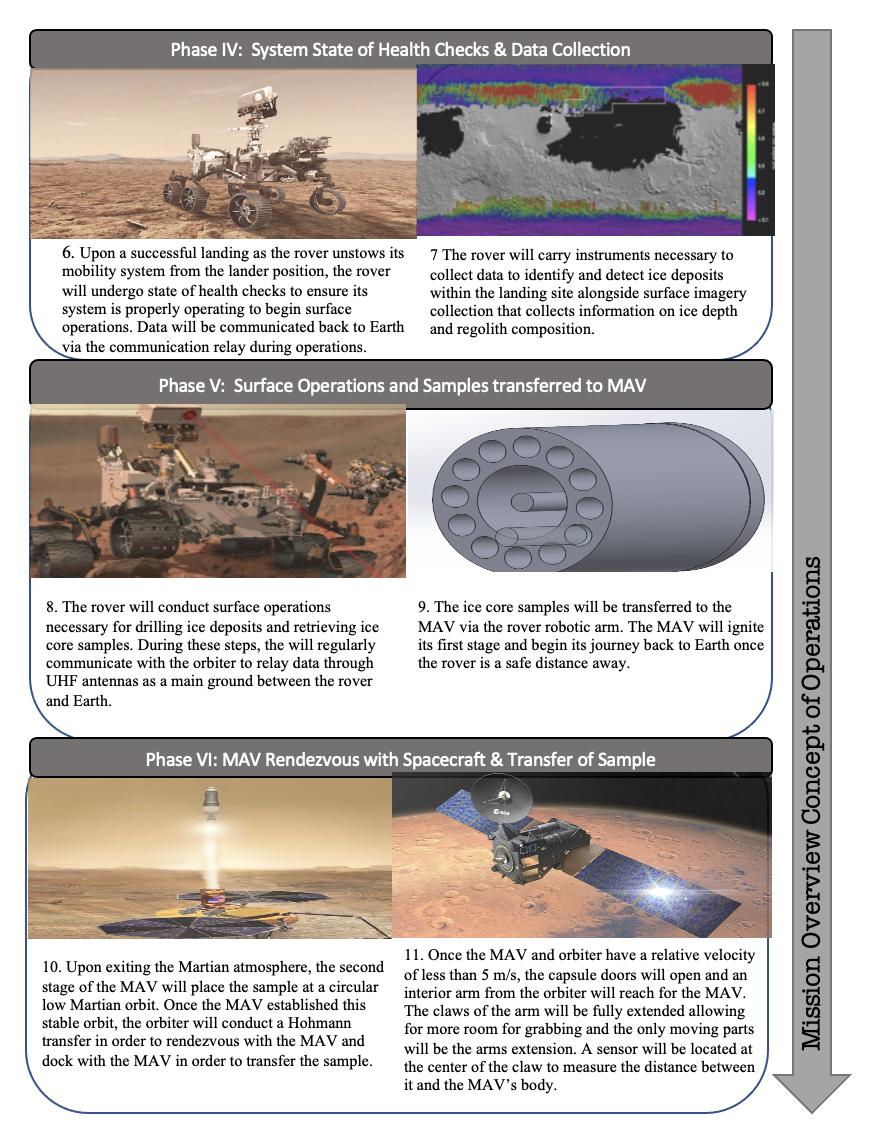 Phase IV:  System State of Health Checks & Data Collection
6. Upon a successful landing as the rover unstows its
mobility system from the lander position, the rover
will undergo state of health checks to ensure its
system is properly operating to begin surface
operations. Data will be communicated back to Earth
via the communication relay during operations.
7 The rover will carry instruments necessary to
collect data to identify and detect ice deposits
within the landing site alongside surface imagery
collection that collects information on ice depth
and regolith composition.
Phase V:  Surface Operations and Samples transferred to MAV
8. The rover will conduct surface operations
necessary for drilling ice deposits and retrieving ice
core samples. During these steps, the will regularly
communicate with the orbiter to relay data through
UHF antennas as a main ground between the rover
and Earth.
9. The ice core samples will be transferred to the
MAV via the rover robotic arm. The MAV will ignite
its first stage and begin its journey back to Earth once
the rover is a safe distance away.
Phase VI: MAV Rendezvous with Spacecraft & Transfer of Sample
esa
10. Upon exiting the Martian atmosphere, the second
stage of the MAV will place the sample at a circular
low Martian orbit. Once the MAV established this
stable orbit, the orbiter will conduct a Hohmann
transfer in order to rendezvous with the MAV and
dock with the MAV in order to transfer the sample.
11. Once the MAV and orbiter have a relative velocity
of less than 5 m/s, the capsule doors will open and an
interior arm from the orbiter will reach for the MAV.
The claws of the arm will be fully extended allowing
for more room for grabbing and the only moving parts
will be the arms extension. A sensor will be located at
the center of the claw to measure the distance between
it and the MAV’s body.
Mission Overview Concept of Operations